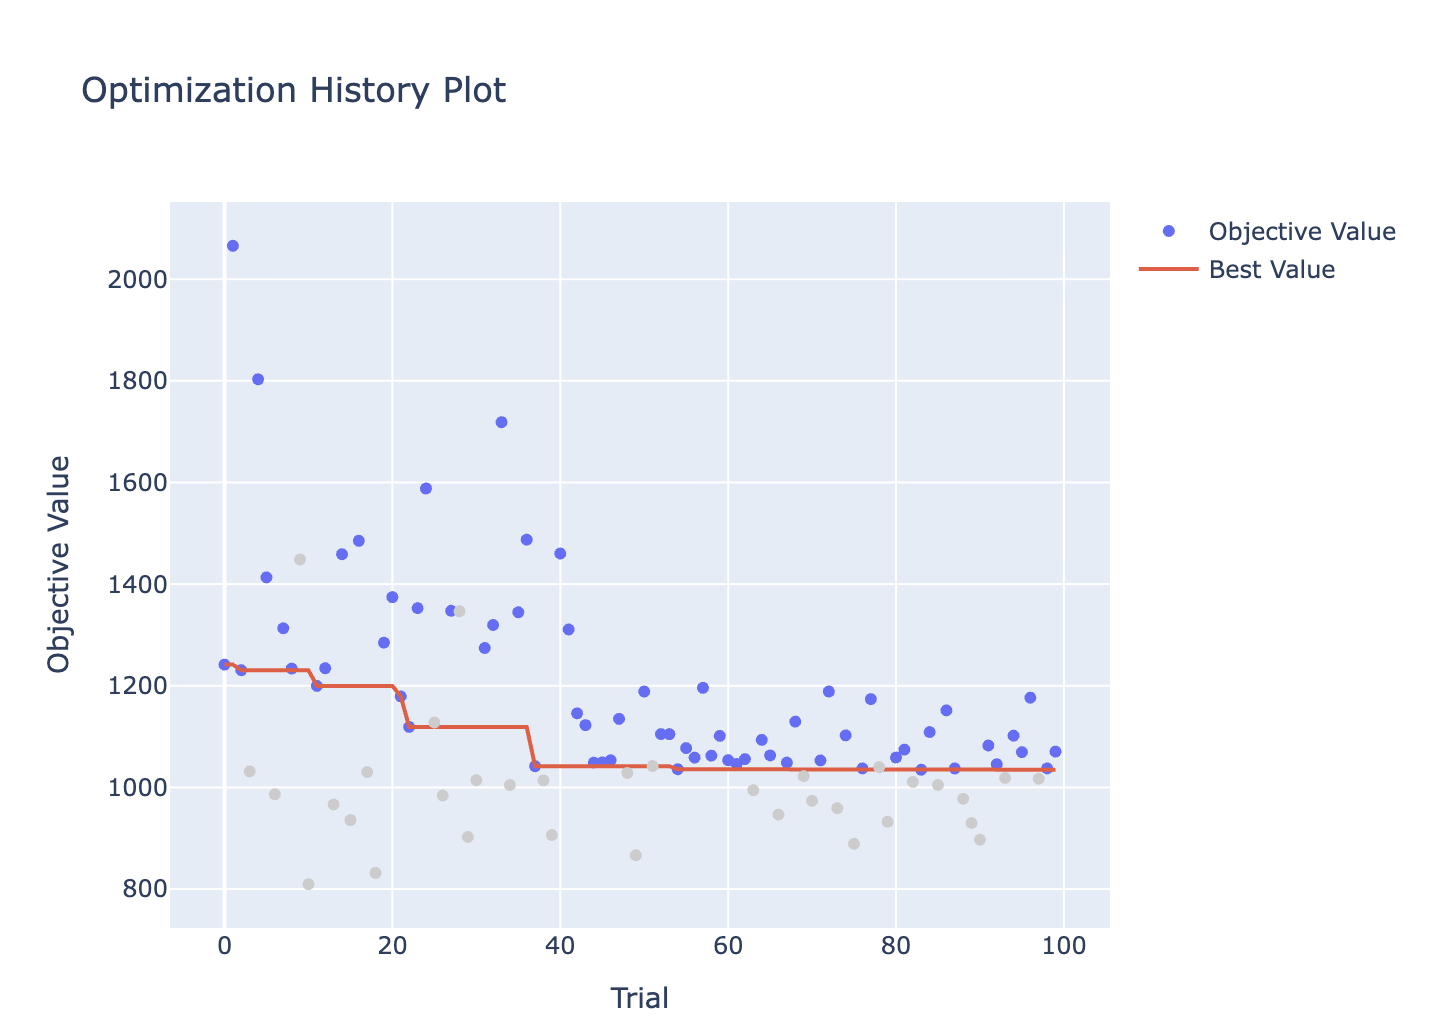 Optimization History Plot
Objective Value
Best Value
2000
1800
1600
1400
1200
1000
800
Objective Value
0 20 40 60 80 100
Trial